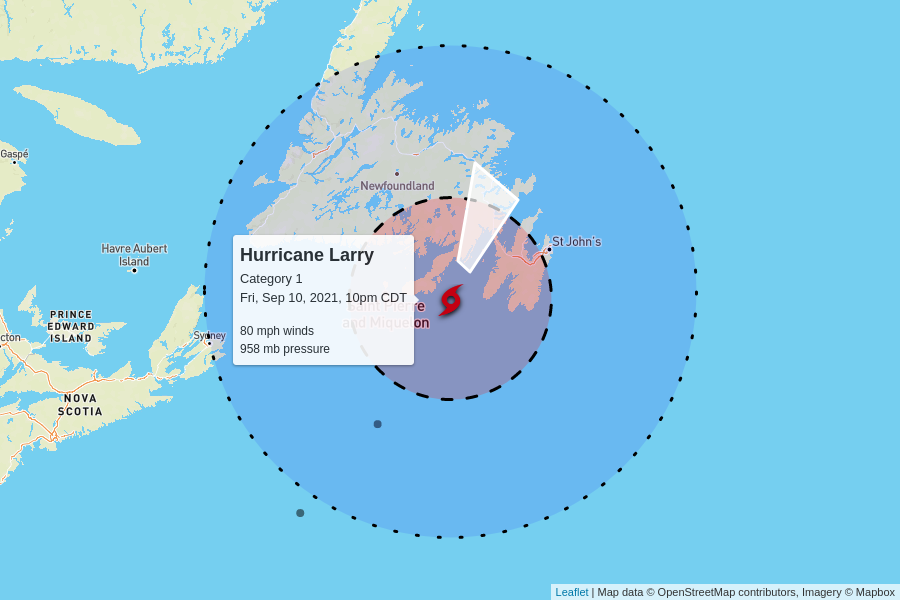 Gaspé
Newfoundland
St John's
Havre Aubert
Island
Hurricane Larry
Category 1
Fri, Sep 10, 2021, 10pm CDT
80 mph winds
958 mb pressure
Saint Pierre
and Miquelon
PRINCE
EDWARD
ISLAND
Sydney
cton
NOVA
SCOTIA
Leaflet | Map data © OpenStreetMap contributors, Imagery © Mapbox